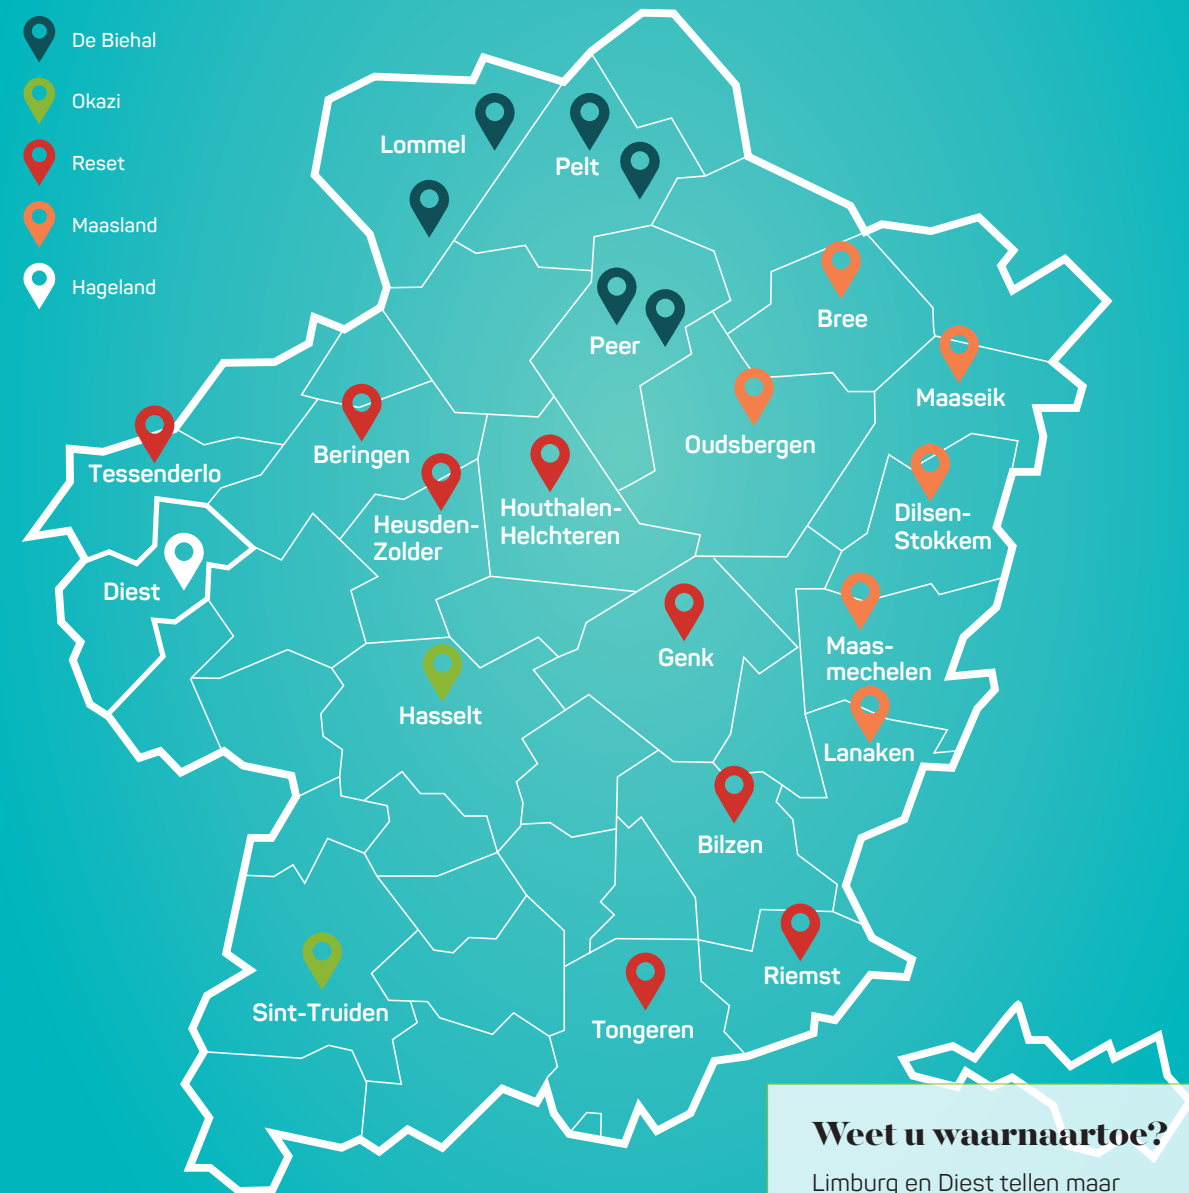 De Biehal
Okazi
Reset
Maasland
Hageland
Lommel
Pelt
Peer
Bree
Maaseik
Oudsbergen
Tessenderlo
Beringen
Heusden-
Zolder
Houthalen-
Helchteren
Dilsen-
Stokkem
Diest
Genk
Maas-
mechelen
Hasselt
Lanaken
Bilzen
Riemst
Sint-Truiden
Tongeren
Weet u waarnaartoe?
Limburg en Diest tellen maar